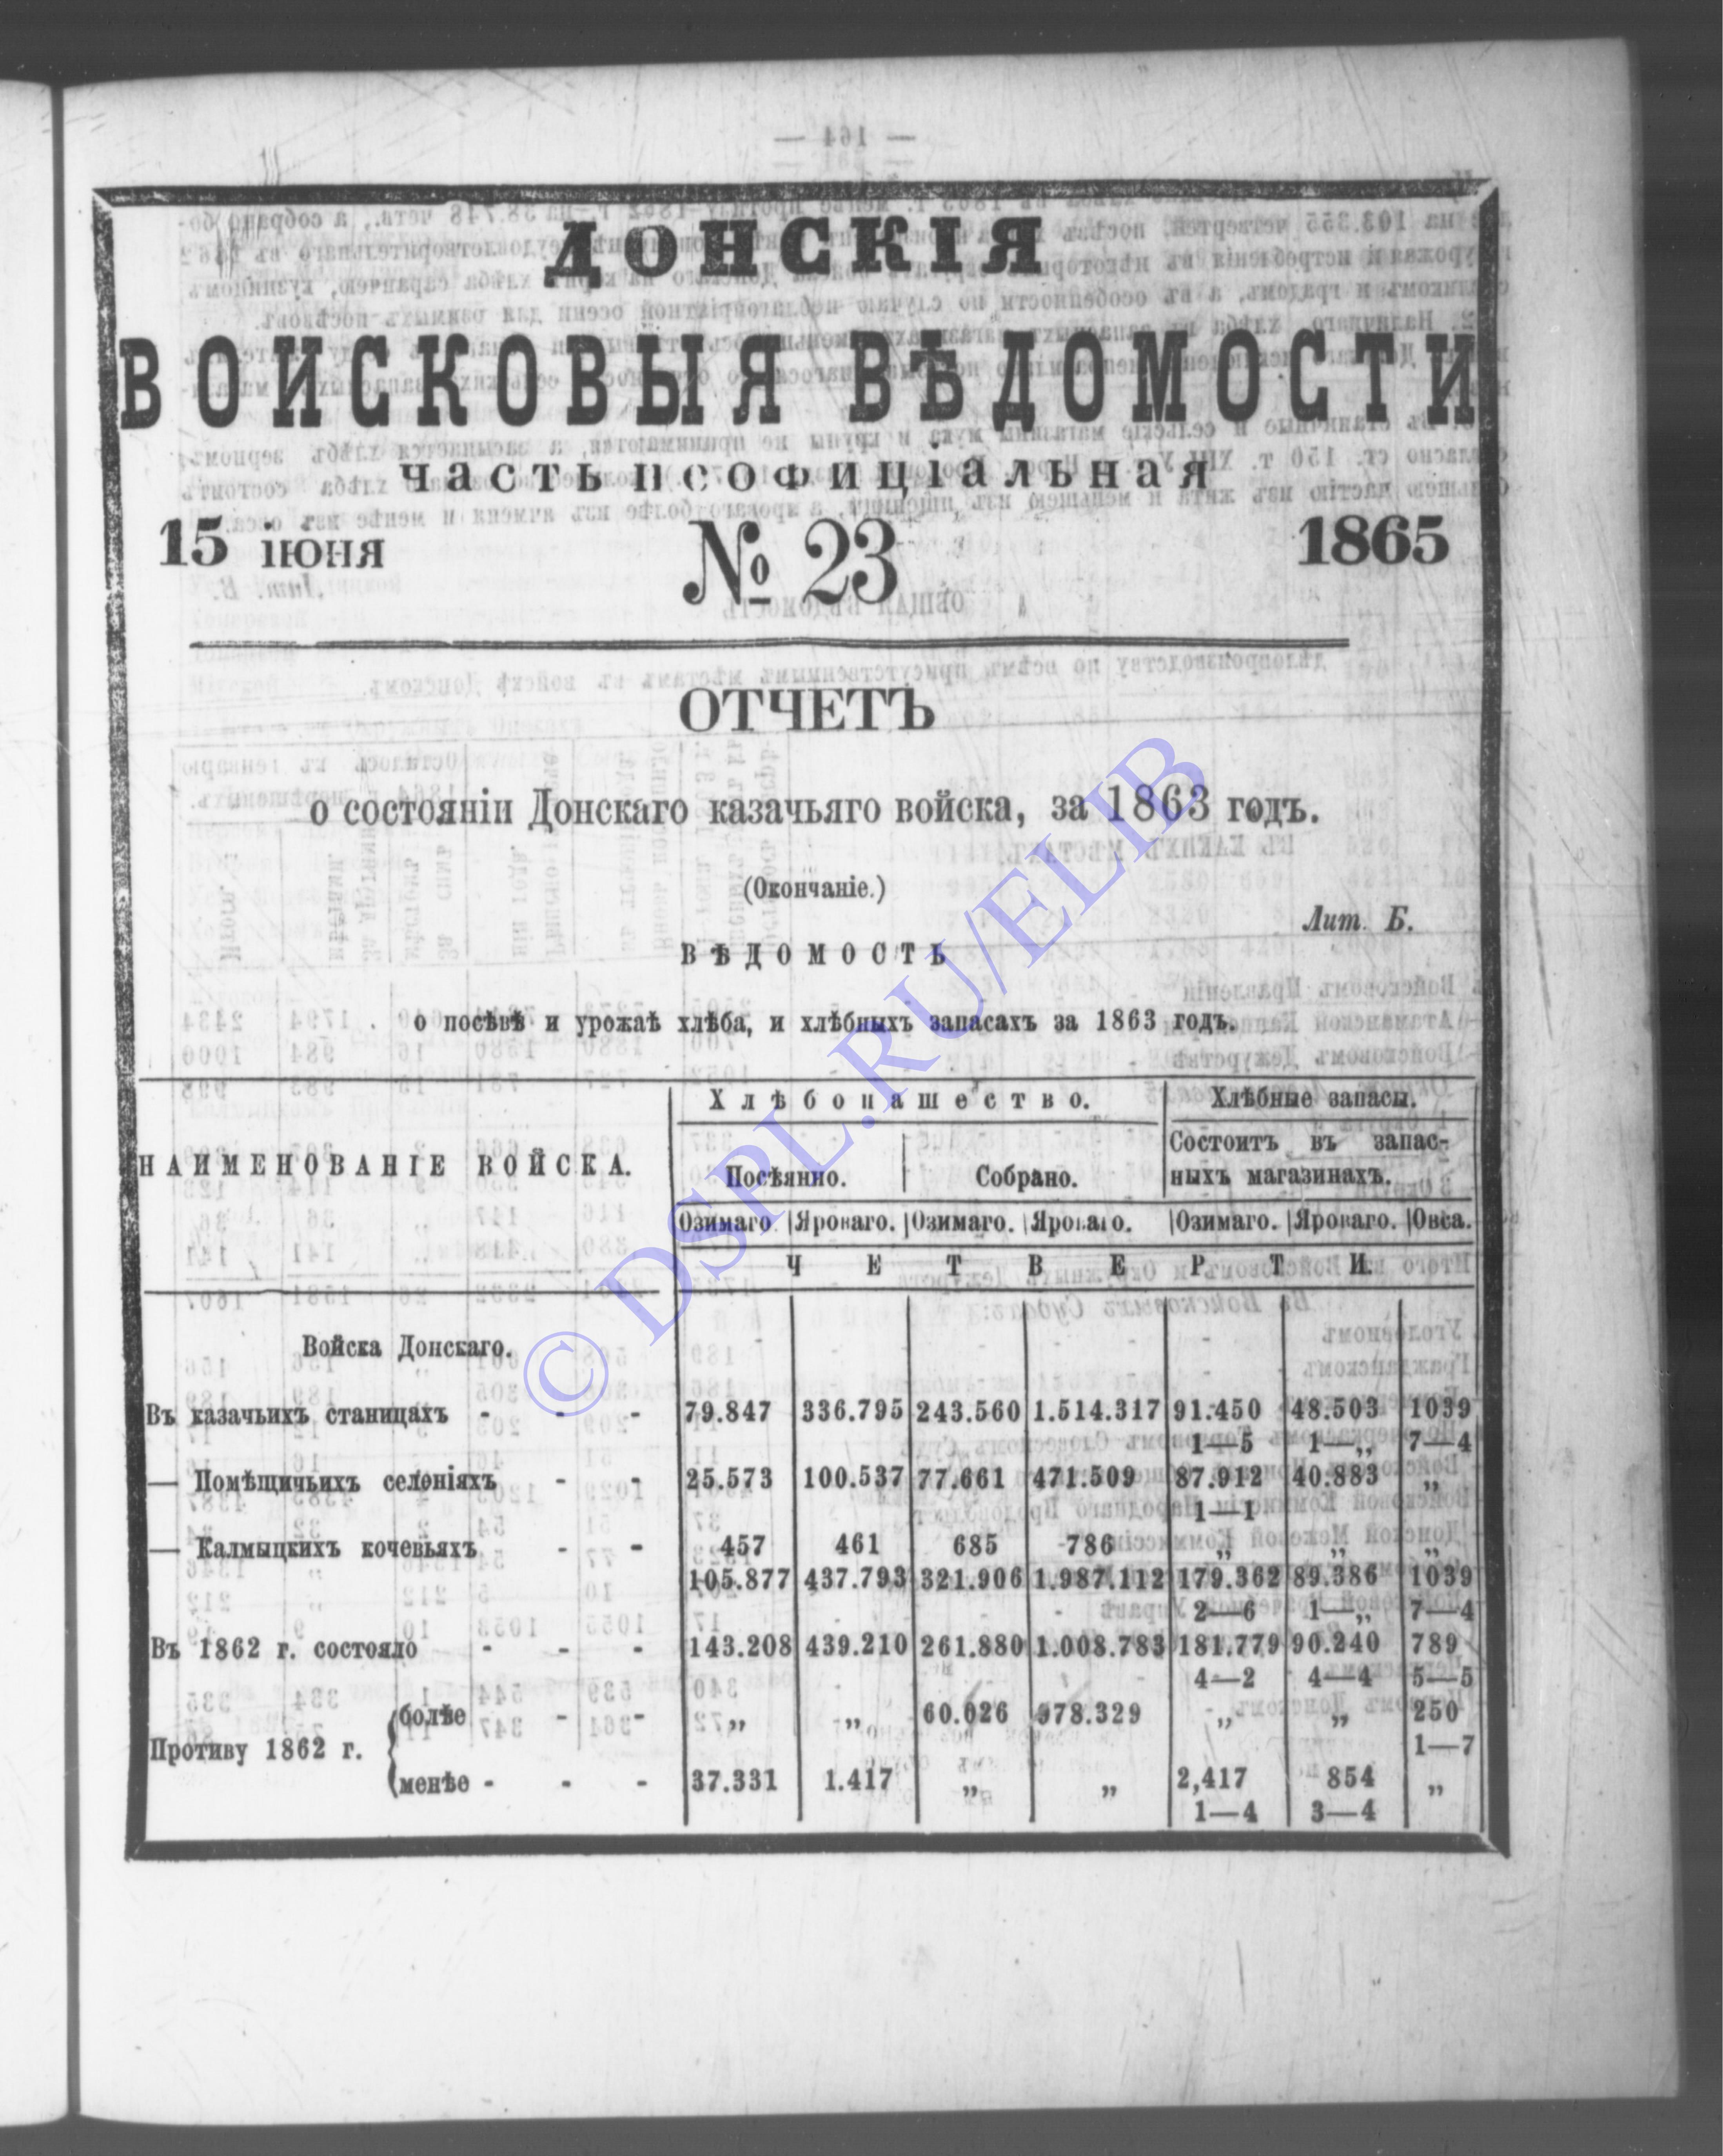 ДОНСКІЯ
ВОЙСКОВЫЯ ВѢДОМОСТИ
ЧАСТЬ НЕОФИЦІАЛЬНАЯ
15 ІЮНЯ № 23 1865
ОТЧЕТЪ
о состояніи Донскаго казачьяго войска, за 1863 годъ.
(Окончаніе.)
Лит. Б.
ВѢДОМОСТЬ
о посѣвѣ и урожаѣ хлѣба, и хлѣбныхъ запасахъ за 1863 годъ.
Хлѣбопашество. Хлѣбные запасы.
НАИМЕНОВАНІЕ ВОЙСКА. Посѣянно. Собрано. Состоитъ въ запас-
ныхъ магазинахъ.
Озимаго. Яроваго. Озимаго. Яроваго. Озимаго. Яроваго. Овса.
ЧЕТВЕРТИ.
Войска Донскаго.
Въ казачьихъ станицахъ - - - 79.847 336.795 243.560 1.514.317 91.450 48.503 1039
1—5 1—„ 7—4
— Помѣщичьихъ селеніяхъ - - 25.573 100.537 77.661 471.509 87.912 40.883 „
1—1
— Калмыцкихъ кочевьяхъ - - 457 461 685 786 „ „ „
105.877 437.793 321.906 1.987.112 179.362 89.386 1039
2—6 1—„ 7—4
Въ 1862 г. состояло - - - 143.208 439.210 261.880 1.008.783 181.779 90.240 789
4—2 4—4 5—5
болѣе - - „ „ 60.026 978.329 „ „ 250
Противу 1862 г. 1—7
менѣе - - - 37.331 1.417 „ „ 2,417 854 „
1—4 3—4
© DSPL.RU/ELIB